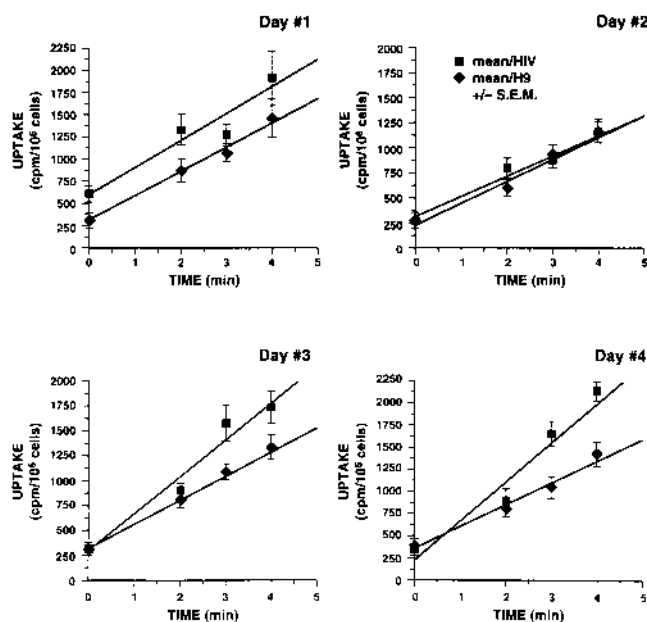 Day #1
UPTAKE
(cpm/10⁶ cells)
2250
2000
1750
1500
1250
1000
750
500
250
0
0 1 2 3 4 5
TIME (min)
Day #2
mean/HIV
mean/H9
+/− S.E.M.
UPTAKE
(cpm/10⁶ cells)
2250
2000
1750
1500
1250
1000
750
500
250
0
0 1 2 3 4 5
TIME (min)
Day #3
UPTAKE
(cpm/10⁶ cells)
2000
1750
1500
1250
1000
750
500
250
0
0 1 2 3 4 5
TIME (min)
Day #4
UPTAKE
(cpm/10⁶ cells)
2250
2000
1750
1500
1250
1000
750
500
250
0
0 1 2 3 4 5
TIME (min)